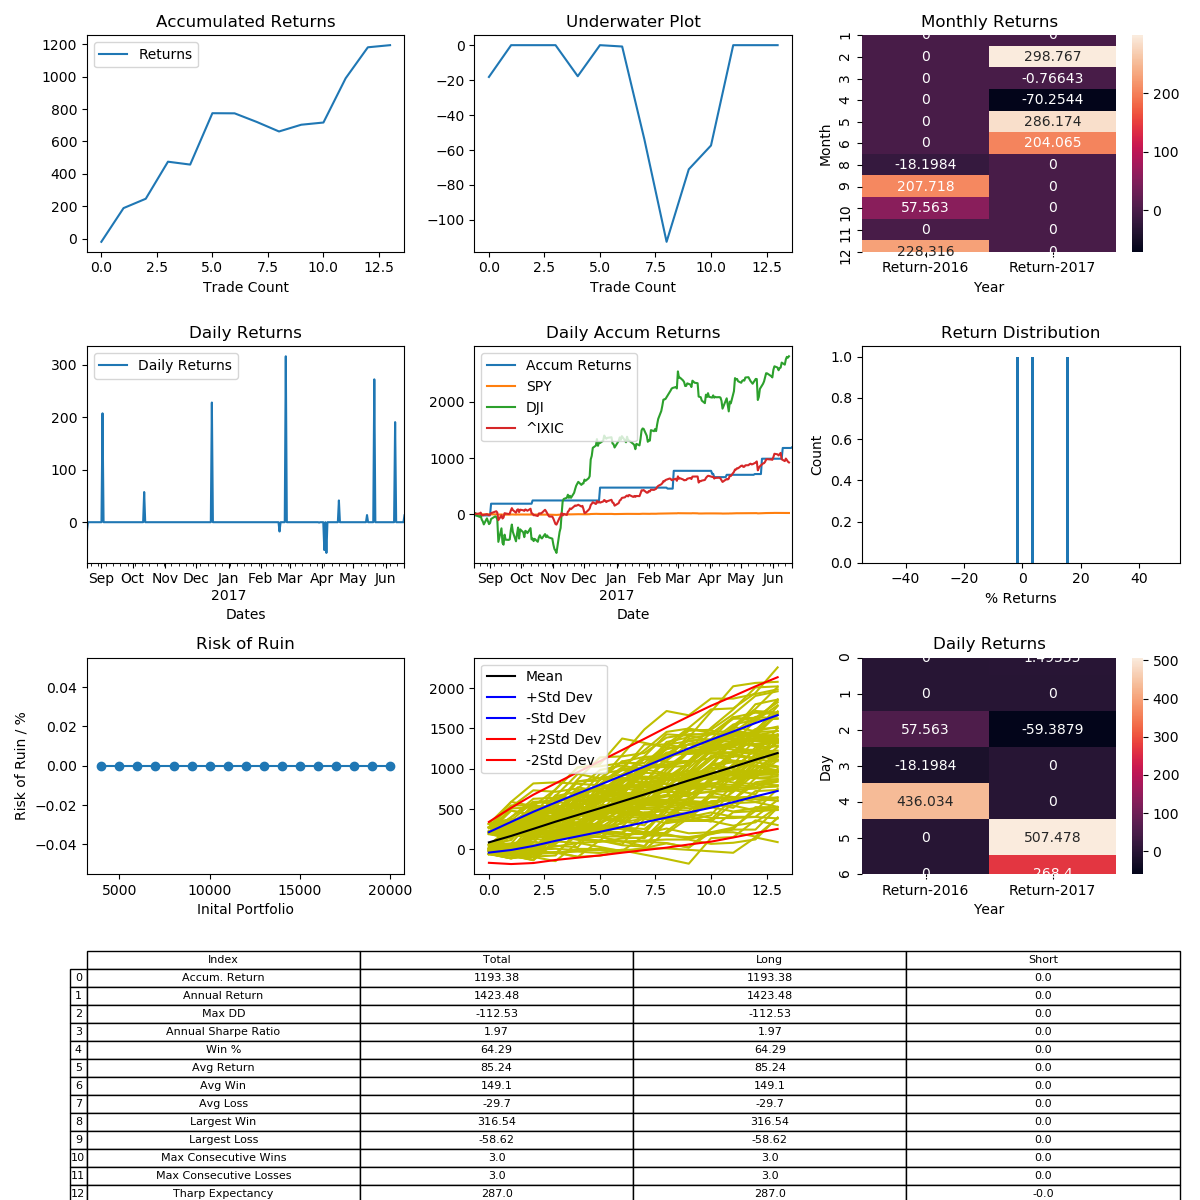 Accumulated Returns
Returns
1200
1000
800
600
400
200
0
0.0 2.5 5.0 7.5 10.0 12.5
Trade Count
Underwater Plot
0
−20
−40
−60
−80
−100
0.0 2.5 5.0 7.5 10.0 12.5
Trade Count
Monthly Returns
Month
1 0 0
2 0 298.767
3 0 -0.76643
4 0 -70.2544
5 0 286.174
6 0 204.065
8 -18.1984 0
9 207.718 0
10 57.563 0
11 0 0
12 228.316 0
Return-2016 Return-2017
Year
200
100
0
Daily Returns
Daily Returns
300
200
100
0
Sep Oct Nov Dec Jan Feb Mar Apr May Jun
2017
Dates
Daily Accum Returns
Accum Returns
SPY
DJI
^IXIC
2000
1000
0
Sep Oct Nov Dec Jan Feb Mar Apr May Jun
2017
Date
Return Distribution
Count
1.0
0.8
0.6
0.4
0.2
0.0
−40 −20 0 20 40
% Returns
Risk of Ruin
Risk of Ruin / %
0.04
0.02
0.00
−0.02
−0.04
5000 10000 15000 20000
Inital Portfolio
Mean
+Std Dev
-Std Dev
+2Std Dev
-2Std Dev
2000
1500
1000
500
0
0.0 2.5 5.0 7.5 10.0 12.5
Daily Returns
Day
0 0
1 0 0
2 57.563 -59.3879
3 -18.1984 0
4 436.034 0
5 0 507.478
6 0 268.4
Return-2016 Return-2017
Year
500
400
300
200
100
0
Index Total Long Short
0 Accum. Return 1193.38 1193.38 0.0
1 Annual Return 1423.48 1423.48 0.0
2 Max DD -112.53 -112.53 0.0
3 Annual Sharpe Ratio 1.97 1.97 0.0
4 Win % 64.29 64.29 0.0
5 Avg Return 85.24 85.24 0.0
6 Avg Win 149.1 149.1 0.0
7 Avg Loss -29.7 -29.7 0.0
8 Largest Win 316.54 316.54 0.0
9 Largest Loss -58.62 -58.62 0.0
10 Max Consecutive Wins 3.0 3.0 0.0
11 Max Consecutive Losses 3.0 3.0 0.0
12 Tharp Expectancy 287.0 287.0 -0.0